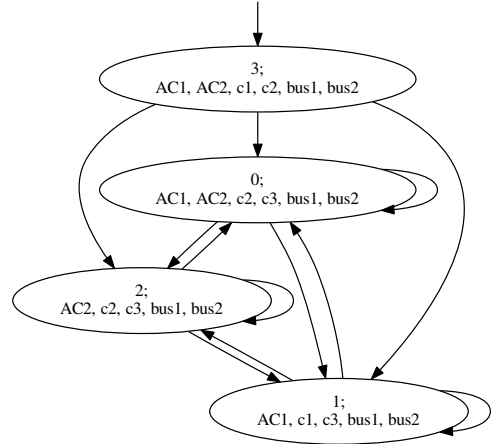 3;
AC1, AC2, c1, c2, bus1, bus2
0;
AC1, AC2, c2, c3, bus1, bus2
2;
AC2, c2, c3, bus1, bus2
1;
AC1, c1, c3, bus1, bus2